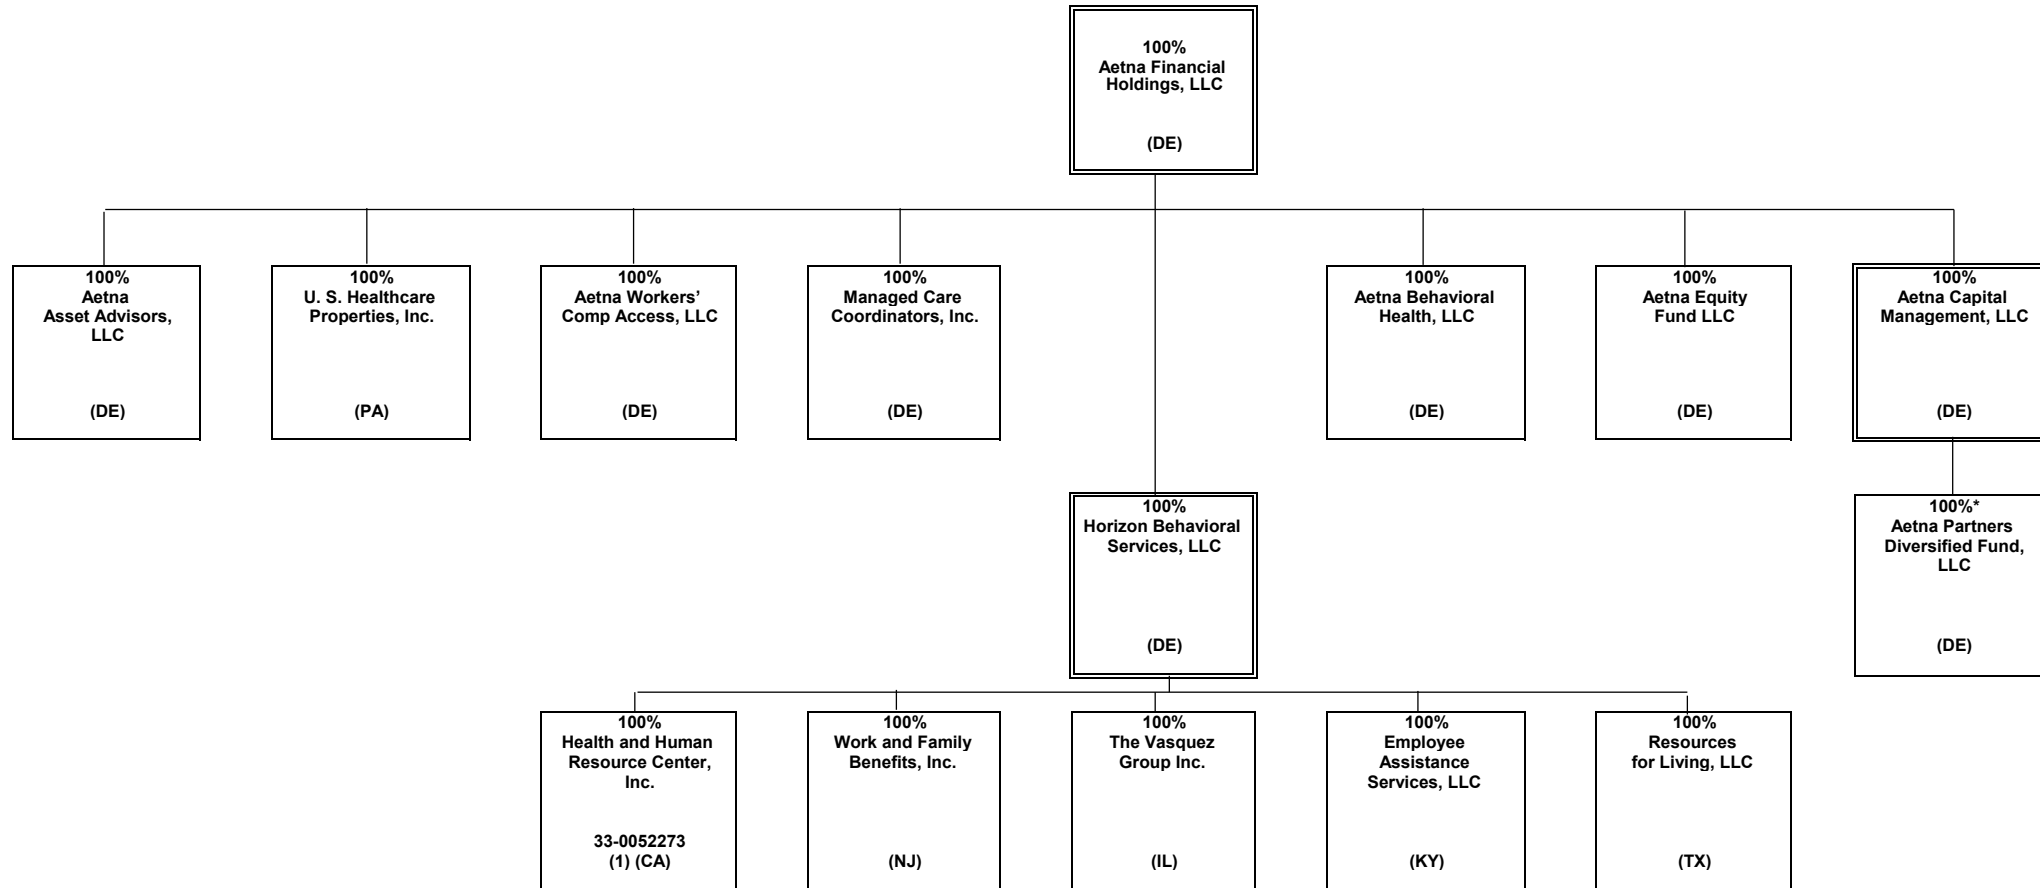 100%
Aetna Financial
Holdings, LLC
(DE)
100%
Aetna
Asset Advisors,
LLC
(DE)
100%
U. S. Healthcare
Properties, Inc.
(PA)
100%
Aetna Workers’
Comp Access, LLC
(DE)
100%
Managed Care
Coordinators, Inc.
(DE)
100%
Aetna Behavioral
Health, LLC
(DE)
100%
Aetna Equity
Fund LLC
(DE)
100%
Aetna Capital
Management, LLC
(DE)
100%
Horizon Behavioral
Services, LLC
(DE)
100%*
Aetna Partners
Diversified Fund,
LLC
(DE)
100%
Health and Human
Resource Center,
Inc.
33-0052273
(1) (CA)
100%
Work and Family
Benefits, Inc.
(NJ)
100%
The Vasquez
Group Inc.
(IL)
100%
Employee
Assistance
Services, LLC
(KY)
100%
Resources
for Living, LLC
(TX)